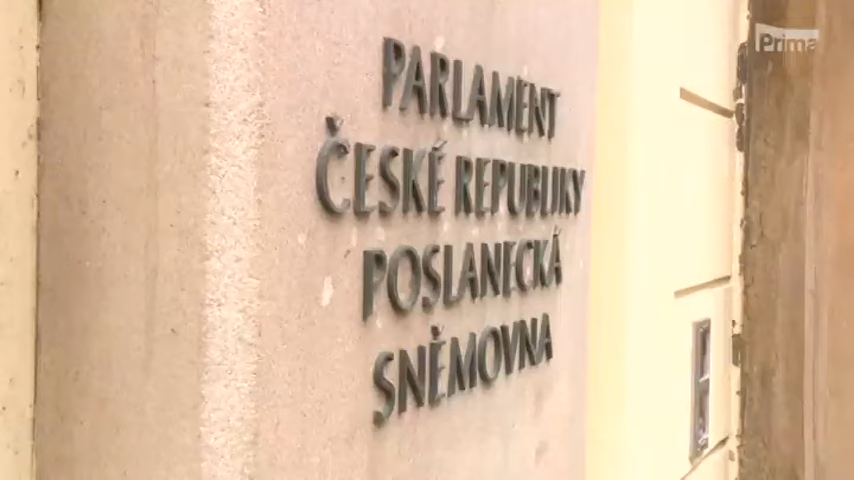 Prima
PARLAMENT
ČESKÉ REPUBLIKY
POSLANECKÁ
SNĚMOVNA